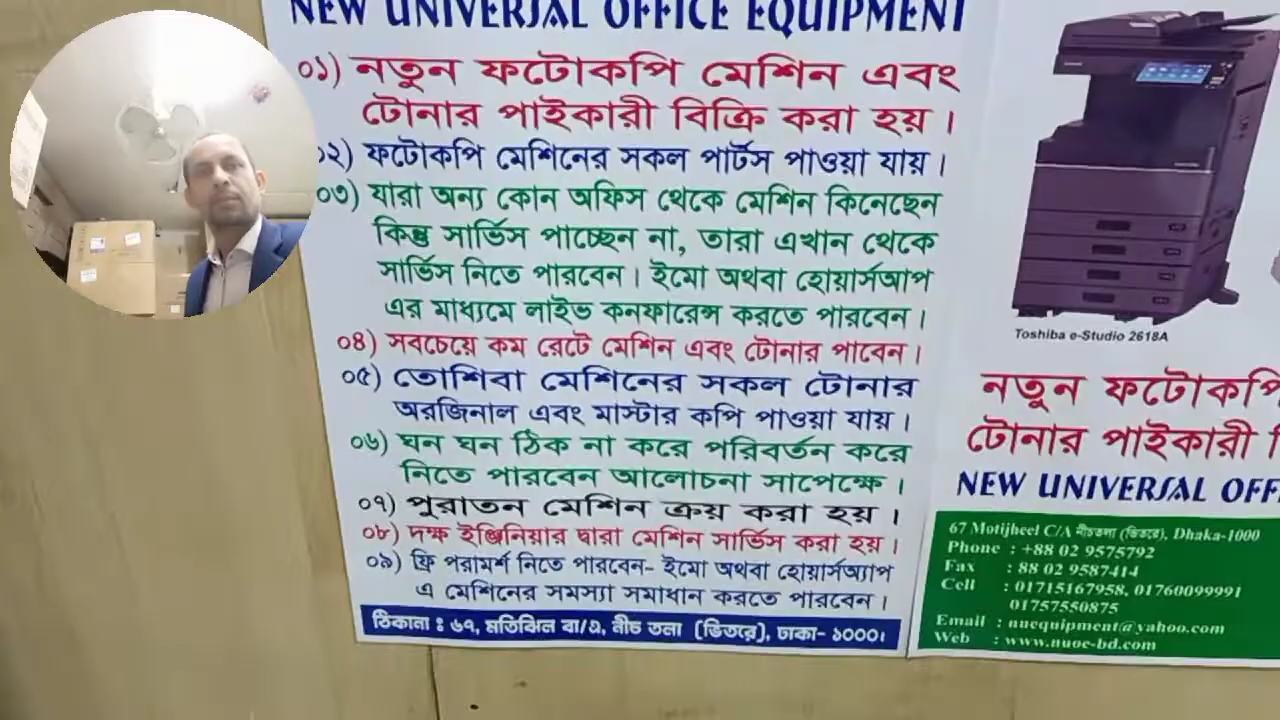 NEW UNIVERSAL OFFICE EQUIPMENT
০১) নতুন ফটোকপি মেশিন এবং
টোনার পাইকারী বিক্রি করা হয় ।
০২) ফটোকপি মেশিনের সকল পার্টস পাওয়া যায় ।
০৩) যারা অন্য কোন অফিস থেকে মেশিন কিনেছেন
কিন্তু সার্ভিস পাচ্ছেন না, তারা এখান থেকে
সার্ভিস নিতে পারবেন । ইমো অথবা হোয়ার্সআপ
এর মাধ্যমে লাইভ কনফারেন্স করতে পারবেন ।
০৪) সবচেয়ে কম রেটে মেশিন এবং টোনার পাবেন ।
০৫) তোশিবা মেশিনের সকল টোনার
অরজিনাল এবং মাস্টার কপি পাওয়া যায় ।
০৬) ঘন ঘন ঠিক না করে পরিবর্তন করে
নিতে পারবেন আলোচনা সাপেক্ষে ।
০৭) পুরাতন মেশিন ক্রয় করা হয় ।
০৮) দক্ষ ইঞ্জিনিয়ার দ্বারা মেশিন সার্ভিস করা হয় ।
০৯) ফ্রি পরামর্শ নিতে পারবেন- ইমো অথবা হোয়ার্সঅ্যাপ
এ মেশিনের সমস্যা সমাধান করতে পারবেন ।
ঠিকানা : ৬৭, মতিঝিল বা/এ, নীচ তলা (ভিতরে), ঢাকা- ১০০০।
Toshiba e-Studio 2618A
নতুন ফটোকপি
টোনার পাইকারী
NEW UNIVERSAL OFF
67 Motijheel C/A নীচতলা (ভিতরে), Dhaka-1000
Phone : +88 02 9575792
Fax : 88 02 9587414
Cell : 01715167958, 01760099991
01757550875
Email : nuequipment@yahoo.com
Web : www.nuoe-bd.com